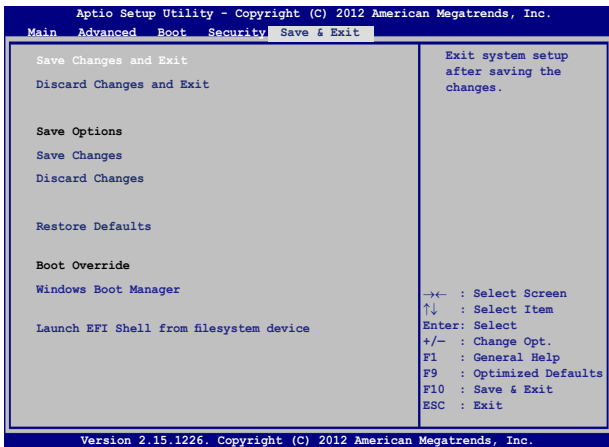 Aptio Setup Utility - Copyright (C) 2012 American Megatrends, Inc.
Main Advanced Boot Security Save & Exit
Save Changes and Exit
Discard Changes and Exit
Save Options
Save Changes
Discard Changes
Restore Defaults
Boot Override
Windows Boot Manager
Launch EFI Shell from filesystem device
Exit system setup
after saving the
changes.
→← : Select Screen
↑↓ : Select Item
Enter: Select
+/— : Change Opt.
F1 : General Help
F9 : Optimized Defaults
F10 : Save & Exit
ESC : Exit
Version 2.15.1226. Copyright (C) 2012 American Megatrends, Inc.